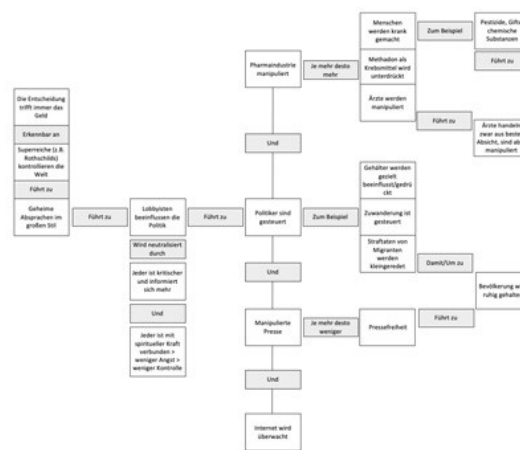 Menschen
werden krank
gemacht
Zum Beispiel
Pestizide, Gifte
chemische
Substanzen
Pharmaindustrie
manipuliert
Je mehr desto
mehr
Methadon als
Krebsmittel wird
unterdrückt
Führt zu
Ärzte werden
manipuliert
Führt zu
Ärzte handeln
zwar aus beste
Absicht, sind ab
manipuliert
Die Entscheidung
trifft immer das
Geld
Erkennbar an
Superreiche (z.B.
Rothschilds)
kontrollieren die
Welt
Führt zu
Geheime
Absprachen im
großen Stil
Führt zu
Lobbyisten
beeinflussen die
Politik
Führt zu
Und
Politiker sind
gesteuert
Zum Beispiel
Gehälter werden
gezielt
beeinflusst/gedrü
ckt
Zuwanderung ist
gesteuert
Straftaten von
Migranten
werden
kleingeredet
Damit/Um zu
Bevölkerung wi
ruhig gehalte
Wird neutralisiert
durch
Jeder ist kritischer
und informiert
sich mehr
Und
Jeder ist mit
spiritueller Kraft
verbunden >
weniger Angst >
weniger Kontrolle
Und
Manipulierte
Presse
Je mehr desto
weniger
Pressefreiheit
Führt zu
Und
Internet wird
überwacht